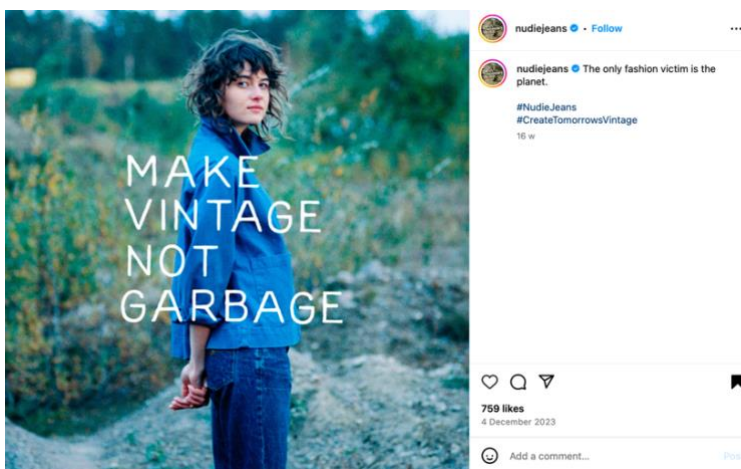 MAKE
VINTAGE
NOT
GARBAGE
nudiejeans • Follow
nudiejeans The only fashion victim is the
planet.
#NudieJeans
#CreateTomorrowsVintage
16 w
759 likes
4 December 2023
Add a comment...